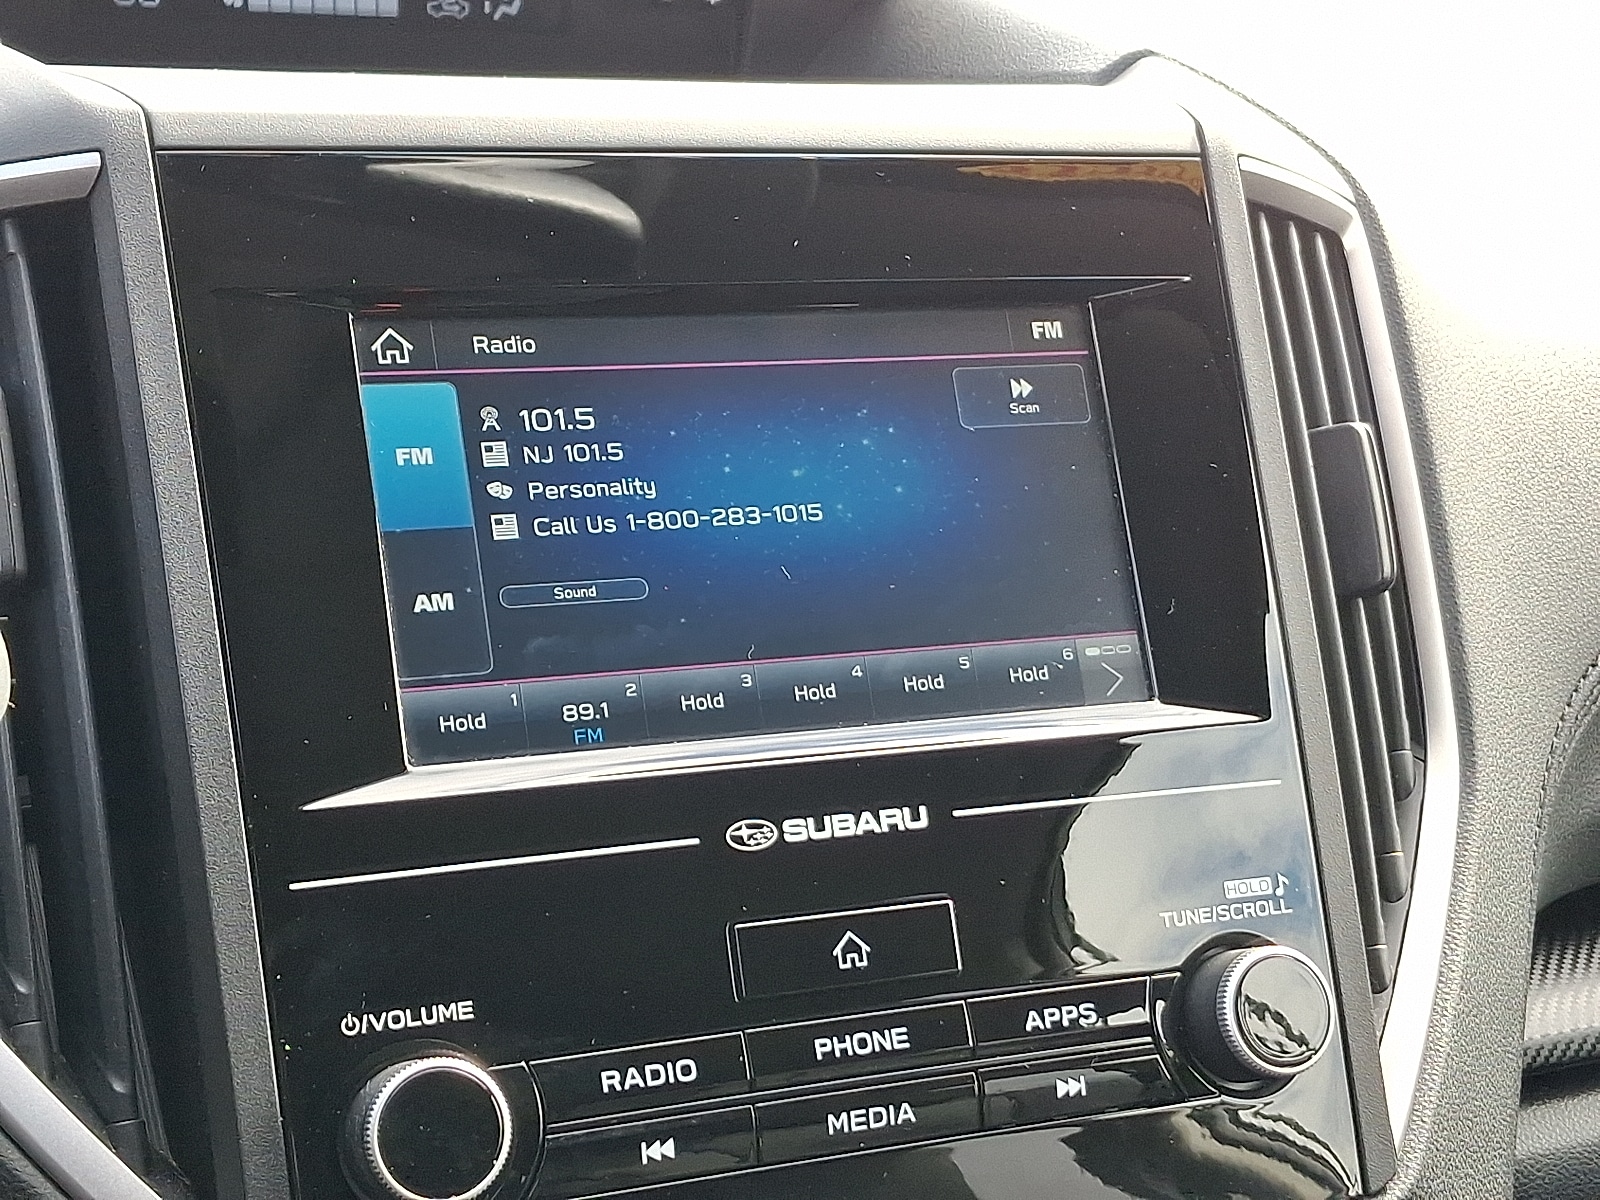 Radio
FM
Scan
FM
101.5
NJ 101.5
Personality
Call Us 1-800-283-1015
AM
Sound
Hold 1
89.1 2
FM
Hold 3
Hold 4
Hold 5
Hold 6
SUBARU
HOLD
TUNE/SCROLL
/VOLUME
RADIO
PHONE
APPS
MEDIA